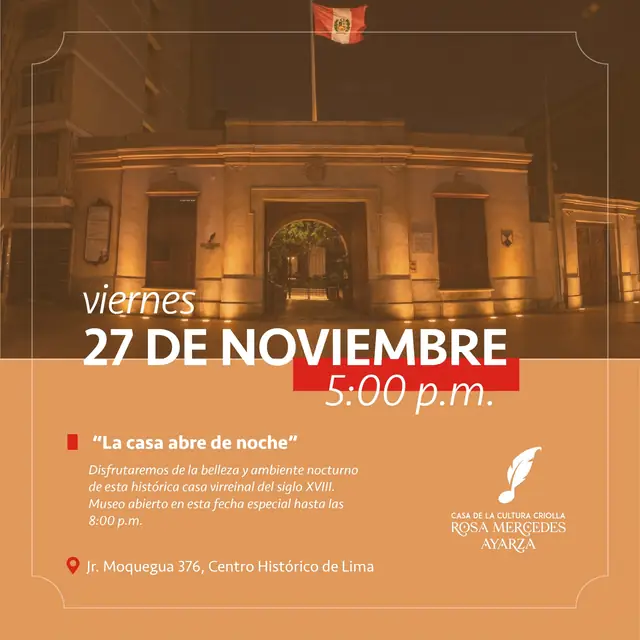 viernes
27 DE NOVIEMBRE
5:00 p.m.
“La casa abre de noche”
Disfrutaremos de la belleza y ambiente nocturno
de esta histórica casa virreinal del siglo XVIII.
Museo abierto en esta fecha especial hasta las
8:00 p.m.
Jr. Moquegua 376, Centro Histórico de Lima
CASA DE LA CULTURA CRIOLLA
ROSA MERCEDES
AYARZA